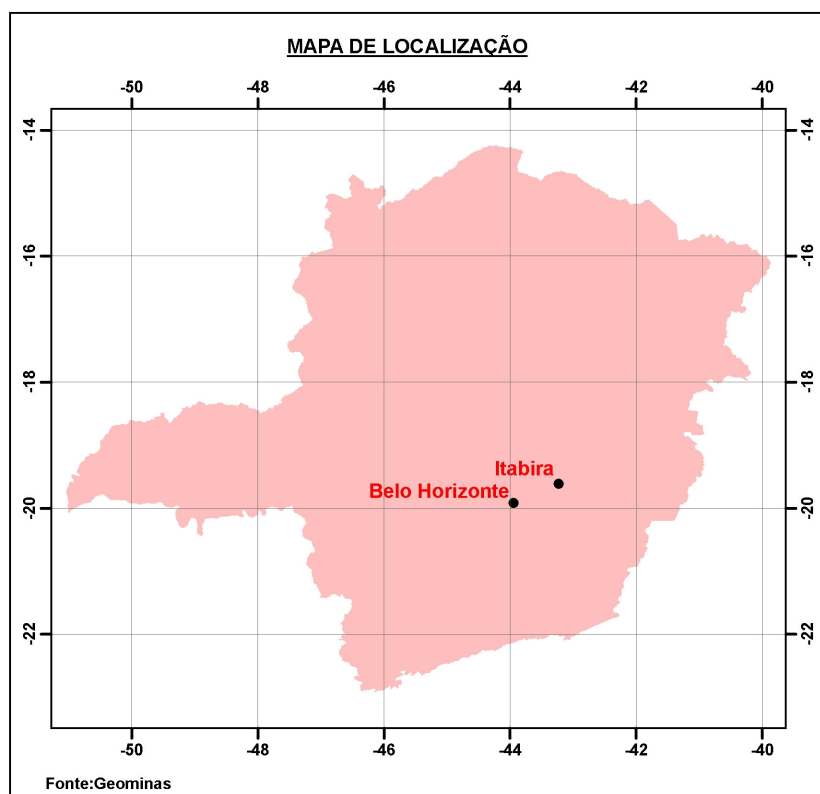 MAPA DE LOCALIZAÇÃO
-50 -48 -46 -44 -42 -40
-14 -14
-16 -16
-18 -18
Itabira
Belo Horizonte
-20 -20
-22 -22
-50 -48 -46 -44 -42 -40
Fonte:Geominas